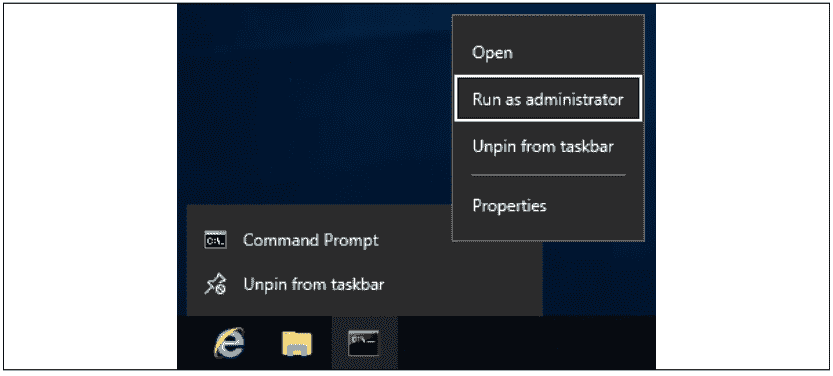 Open
Run as administrator
Unpin from taskbar
Properties
Command Prompt
Unpin from taskbar